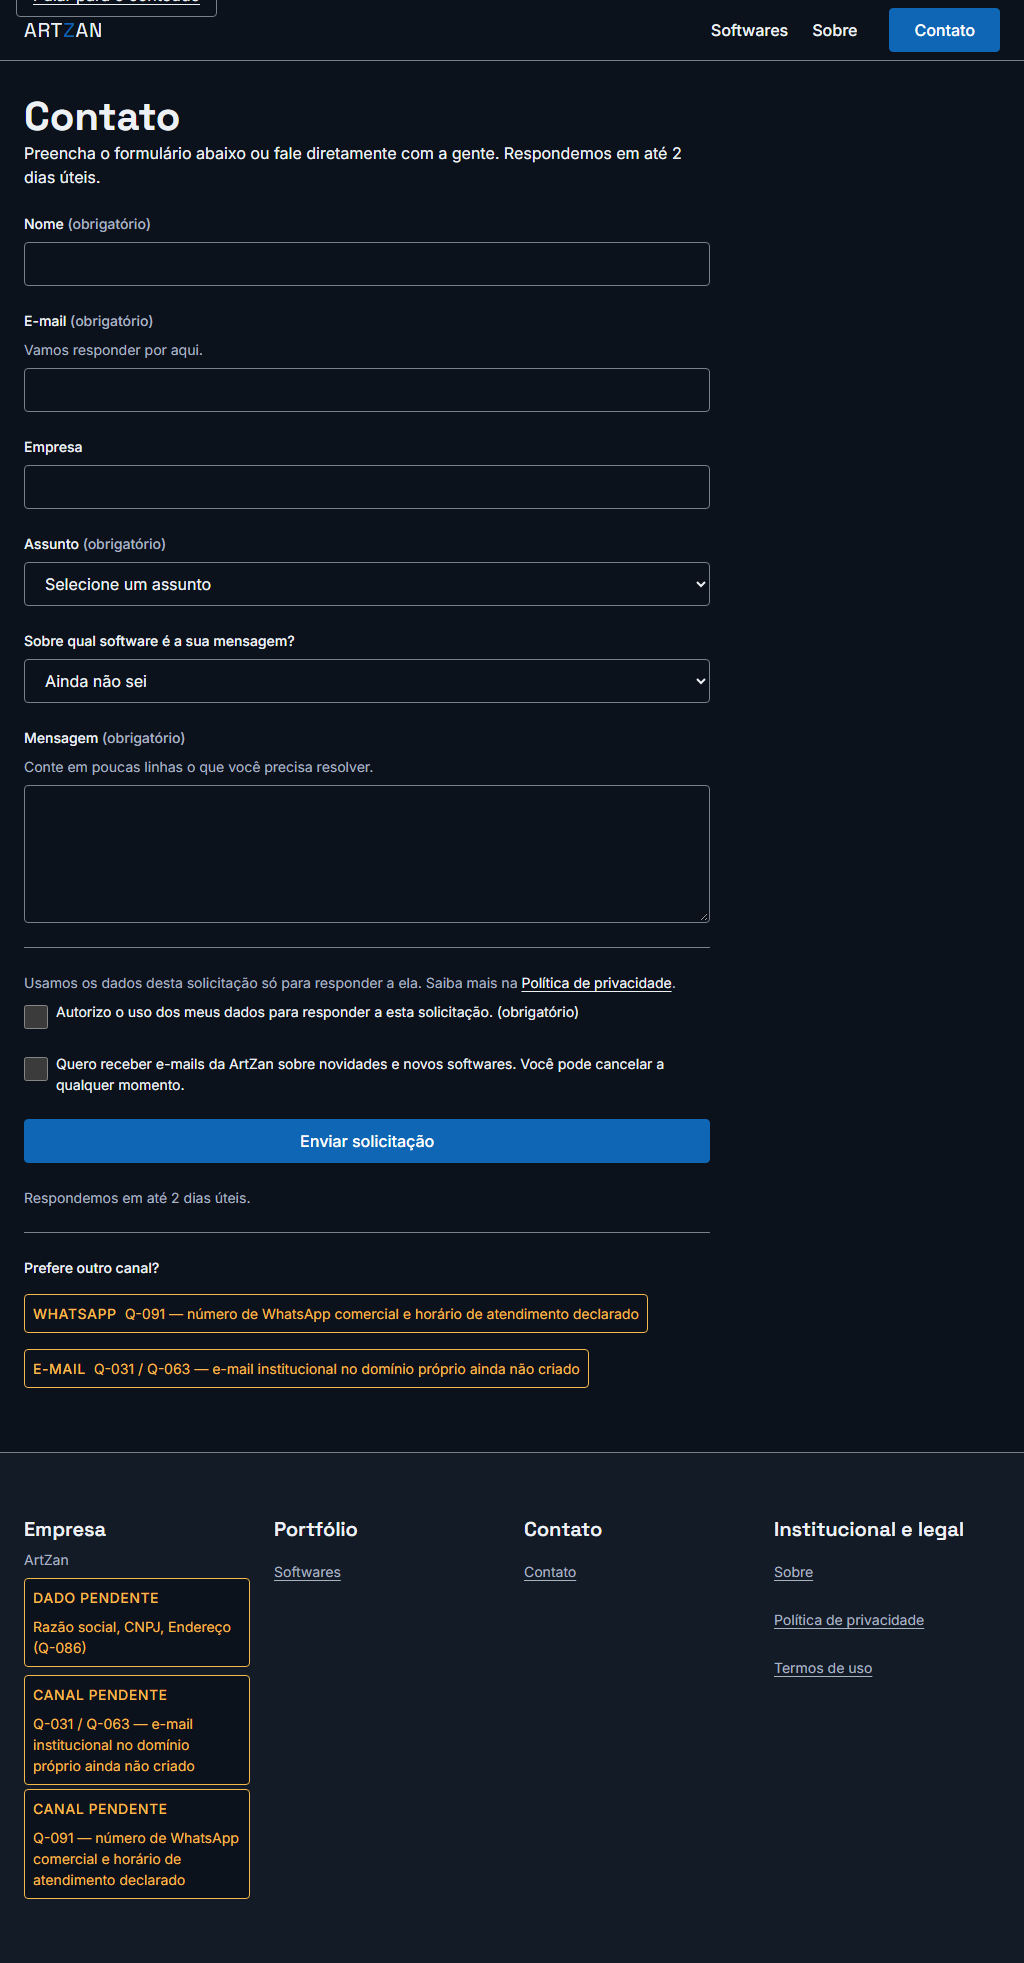 ARTZAN
Softwares
Sobre
Contato
Contato
Preencha o formulário abaixo ou fale diretamente com a gente. Respondemos em até 2
dias úteis.
Nome (obrigatório)
E-mail (obrigatório)
Vamos responder por aqui.
Empresa
Assunto (obrigatório)
Selecione um assunto
Sobre qual software é a sua mensagem?
Ainda não sei
Mensagem (obrigatório)
Conte em poucas linhas o que você precisa resolver.
Usamos os dados desta solicitação só para responder a ela. Saiba mais na Política de privacidade.
Autorizo o uso dos meus dados para responder a esta solicitação. (obrigatório)
Quero receber e-mails da ArtZan sobre novidades e novos softwares. Você pode cancelar a
qualquer momento.
Enviar solicitação
Respondemos em até 2 dias úteis.
Prefere outro canal?
WHATSAPP Q-091 — número de WhatsApp comercial e horário de atendimento declarado
E-MAIL Q-031 / Q-063 — e-mail institucional no domínio próprio ainda não criado
Empresa
ArtZan
DADO PENDENTE
Razão social, CNPJ, Endereço
(Q-086)
CANAL PENDENTE
Q-031 / Q-063 — e-mail
institucional no domínio
próprio ainda não criado
CANAL PENDENTE
Q-091 — número de WhatsApp
comercial e horário de
atendimento declarado
Portfólio
Softwares
Contato
Contato
Institucional e legal
Sobre
Política de privacidade
Termos de uso